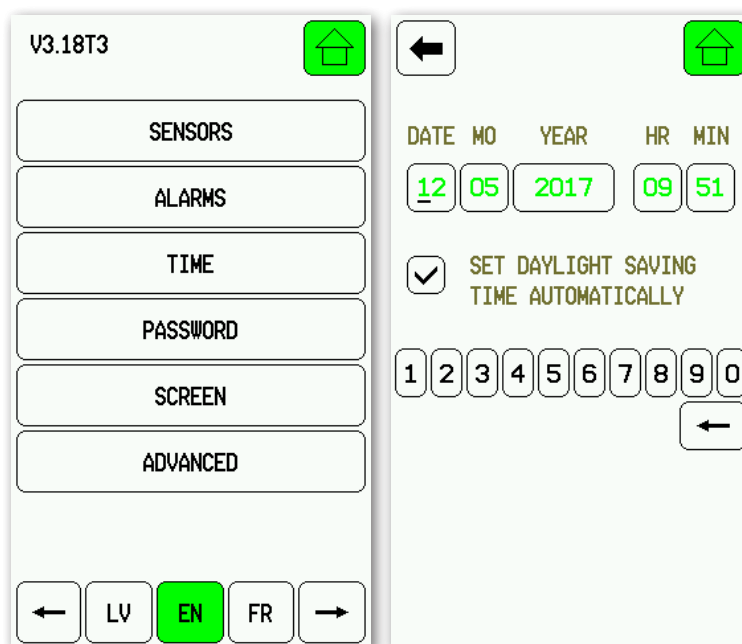 V3.18T3
SENSORS
ALARMS
TIME
PASSWORD
SCREEN
ADVANCED
LV EN FR
DATE MO YEAR HR MIN
12 05 2017 09 51
SET DAYLIGHT SAVING
TIME AUTOMATICALLY
1 2 3 4 5 6 7 8 9 0